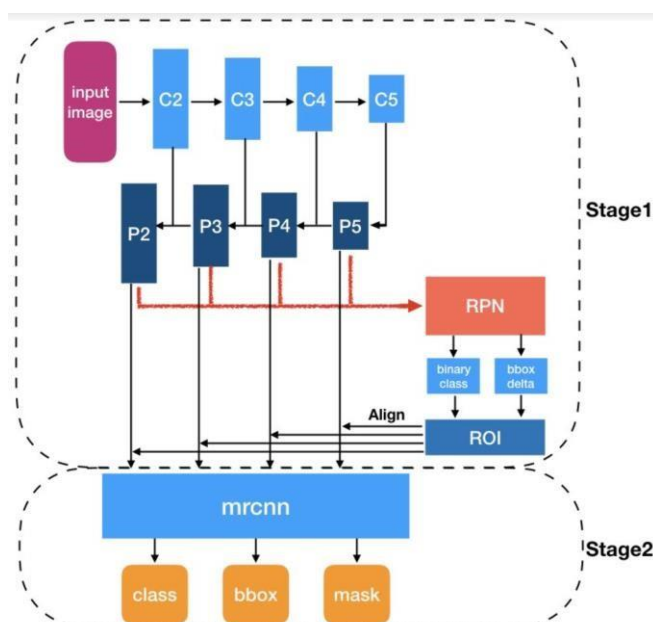 input
image
C2
C3
C4
C5
P2
P3
P4
P5
Stage1
RPN
binary
class
bbox
delta
Align
ROI
mrcnn
Stage2
class
bbox
mask